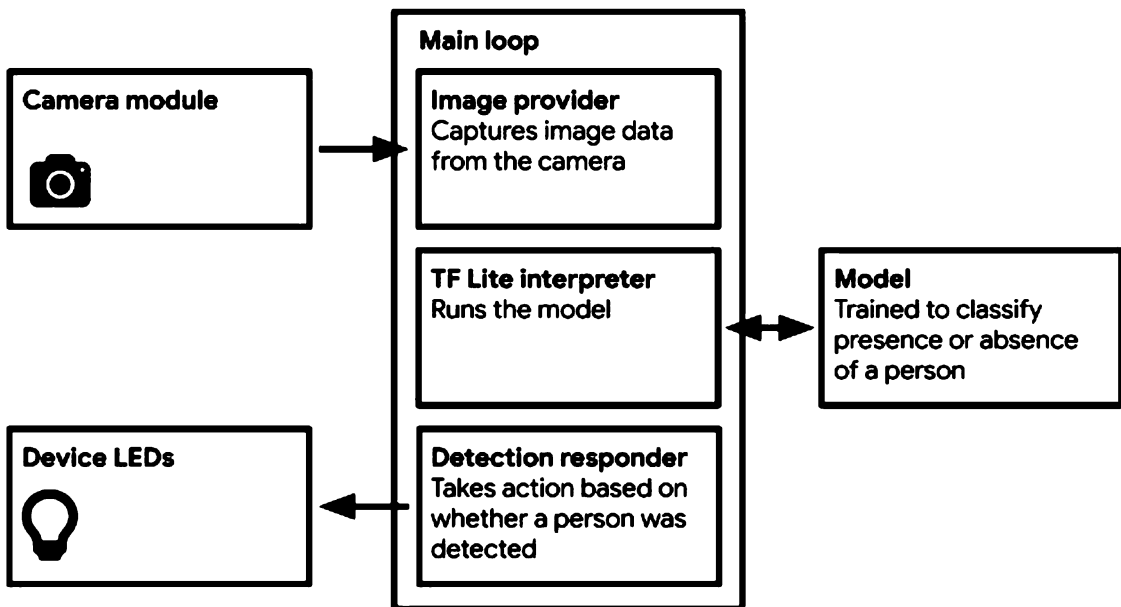 Main loop
Camera module
Image provider
Captures image data
from the camera
TF Lite interpreter
Runs the model
Model
Trained to classify
presence or absence
of a person
Device LEDs
Detection responder
Takes action based on
whether a person was
detected